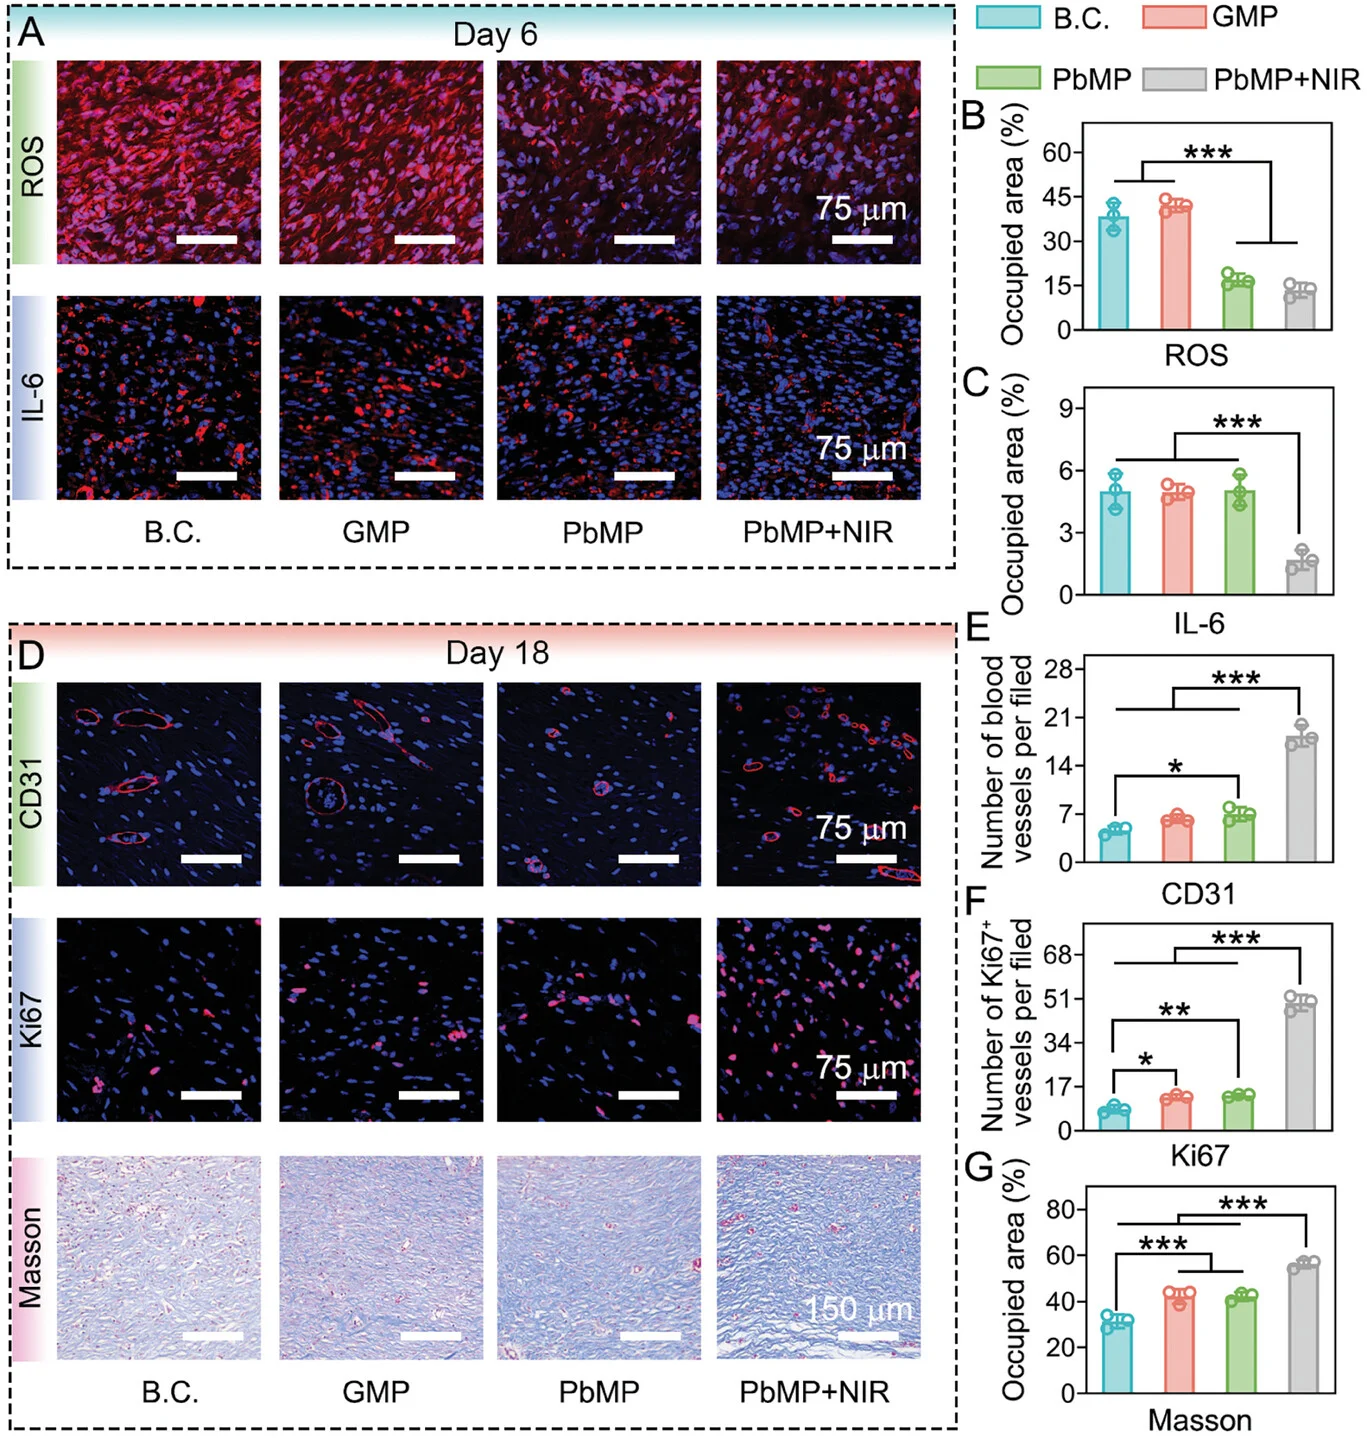 A
Day 6
ROS
75 μm
IL-6
75 μm
B.C.
GMP
PbMP
PbMP+NIR
B.C.
GMP
PbMP
PbMP+NIR
B
Occupied area (%)
60
45
30
15
0
***
ROS
C
Occupied area (%)
9
6
3
0
***
IL-6
D
Day 18
CD31
75 μm
Ki67
75 μm
Masson
150 μm
B.C.
GMP
PbMP
PbMP+NIR
E
Number of blood
vessels per filed
28
21
14
7
0
***
*
CD31
F
Number of Ki67⁺
vessels per filed
68
51
34
17
0
***
**
*
Ki67
G
Occupied area (%)
80
60
40
20
0
***
***
Masson